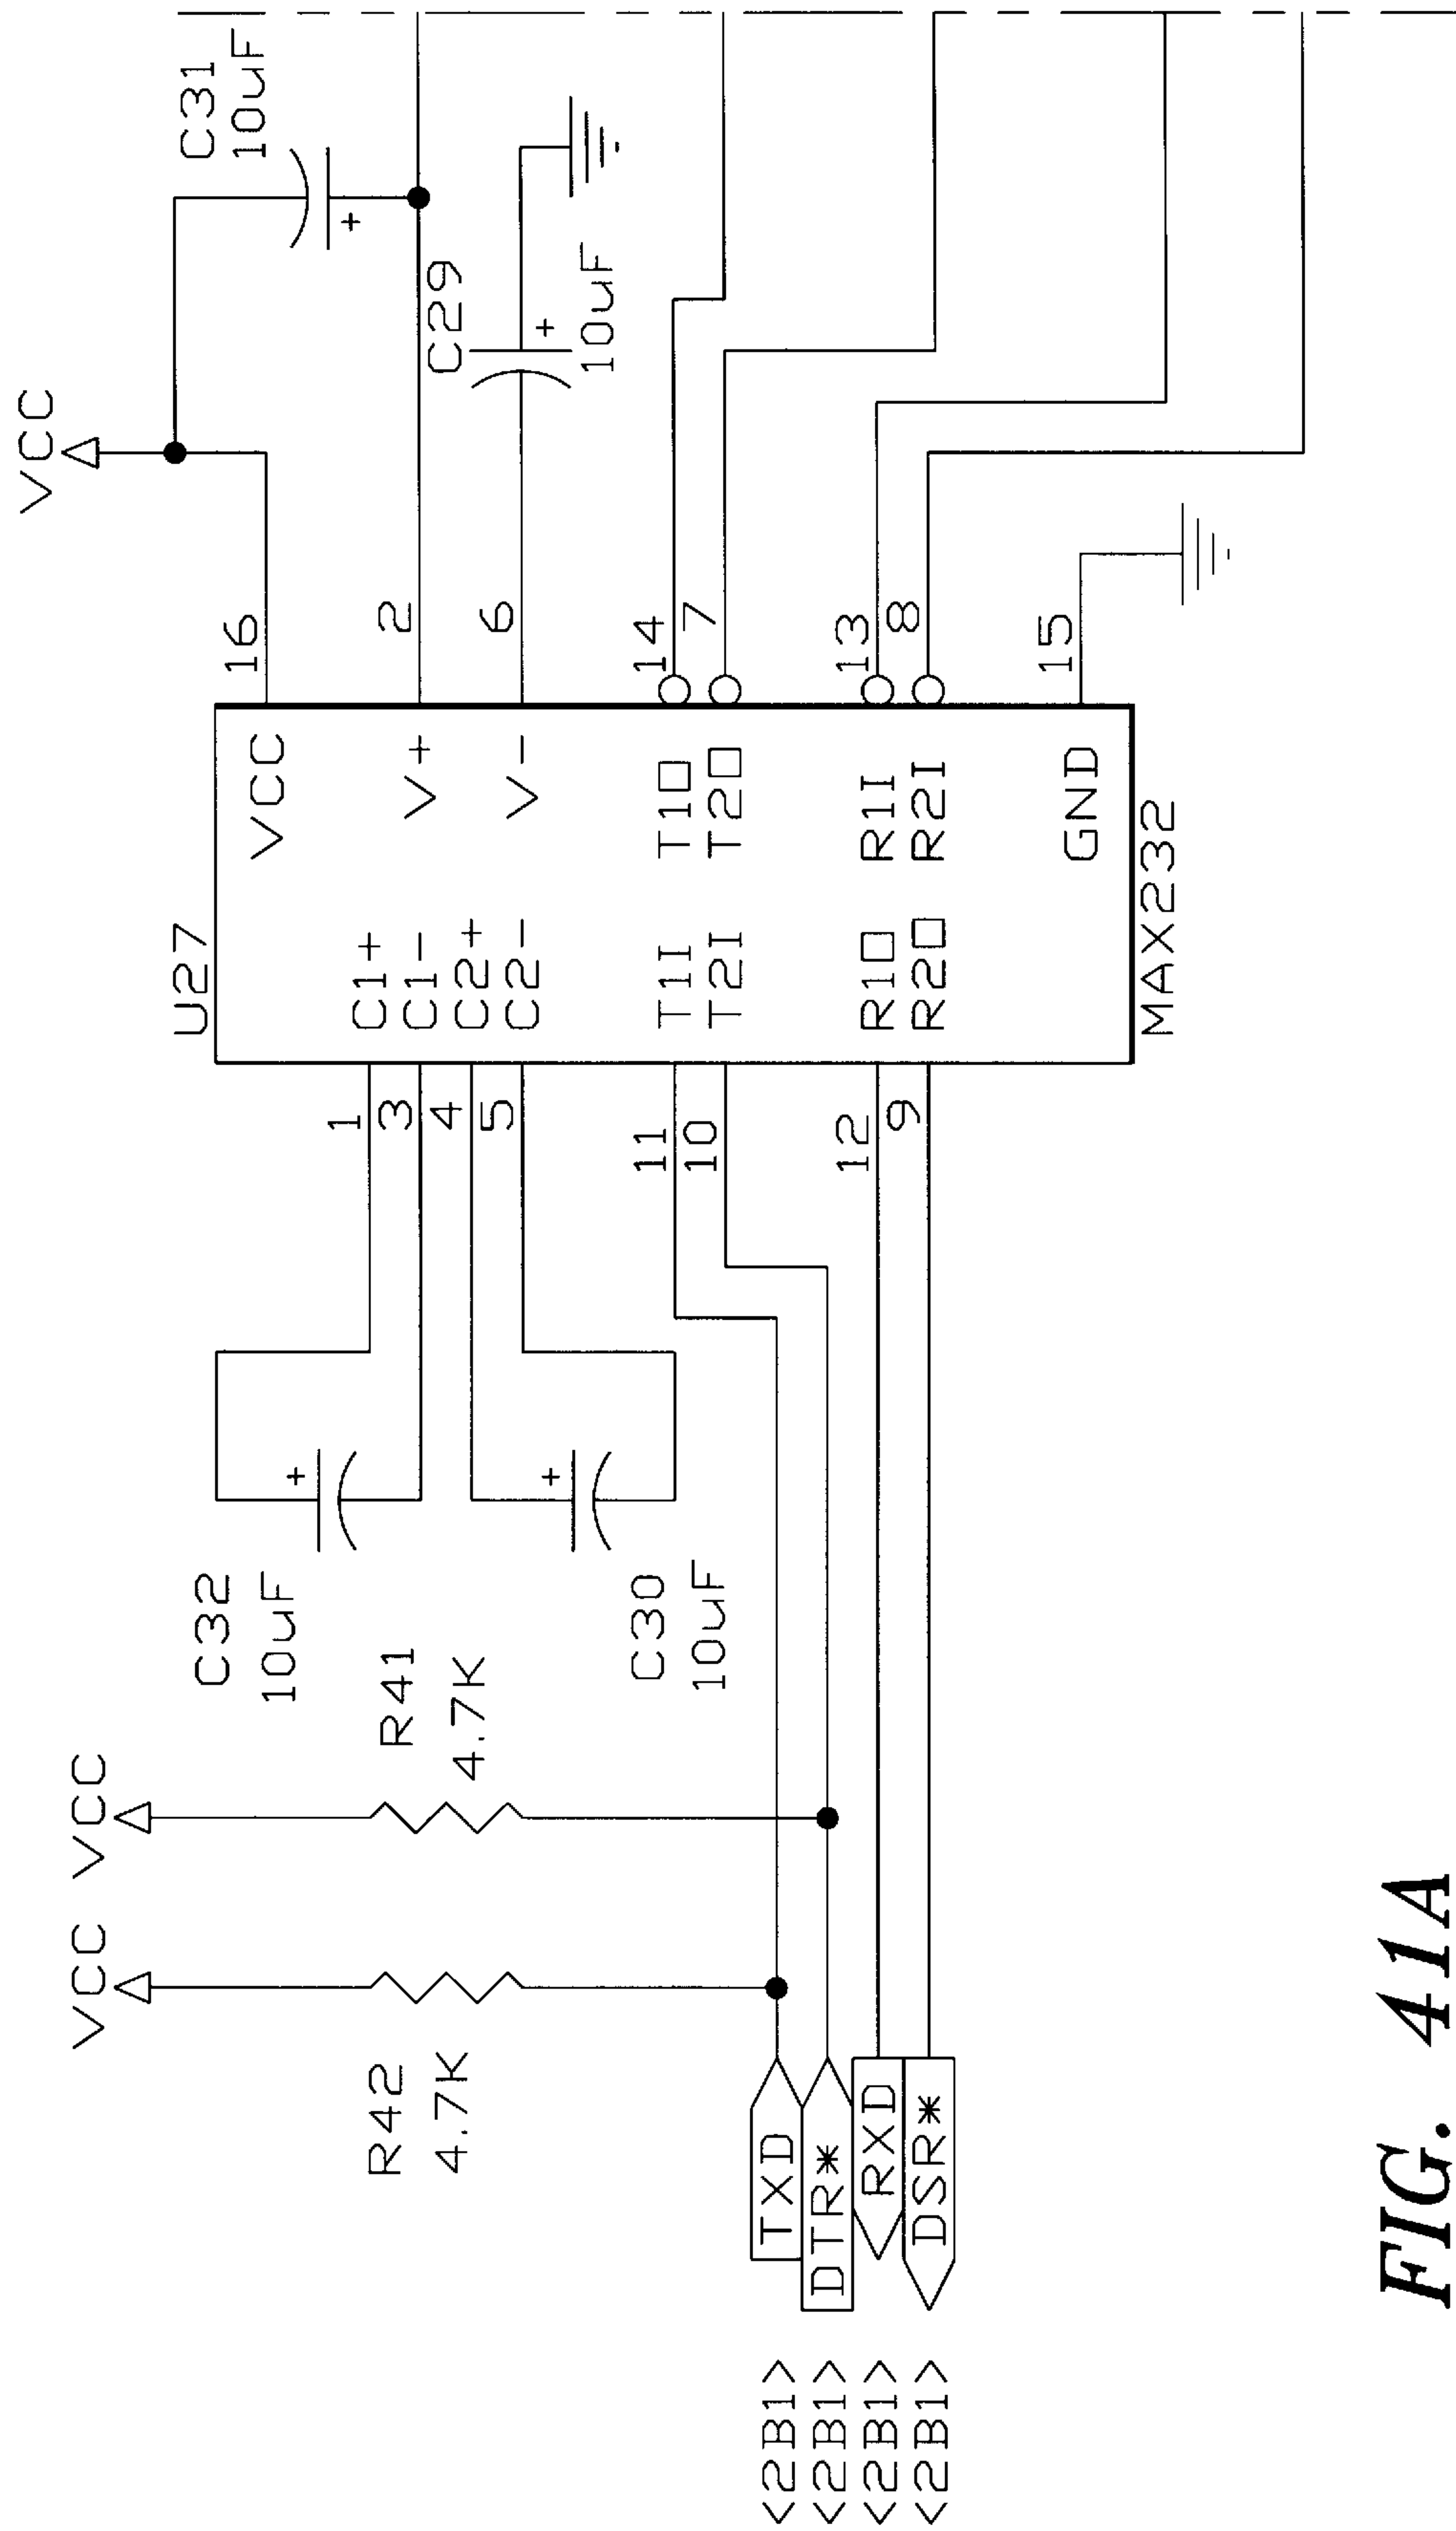 VCC
VCC
R42
4.7K
R41
4.7K
C32
10uF
C30
10uF
VCC
C31
10uF
C29
10uF
U27
1 C1+ VCC 16
3 C1- V+ 2
4 C2+
5 C2- V- 6
11 T1I T1O 14
10 T2I T2O 7
12 R1O R1I 13
9 R2O R2I 8
GND 15
MAX232
<2B1> TXD
<2B1> DTR*
<2B1> RXD
<2B1> DSR*
FIG. 41A